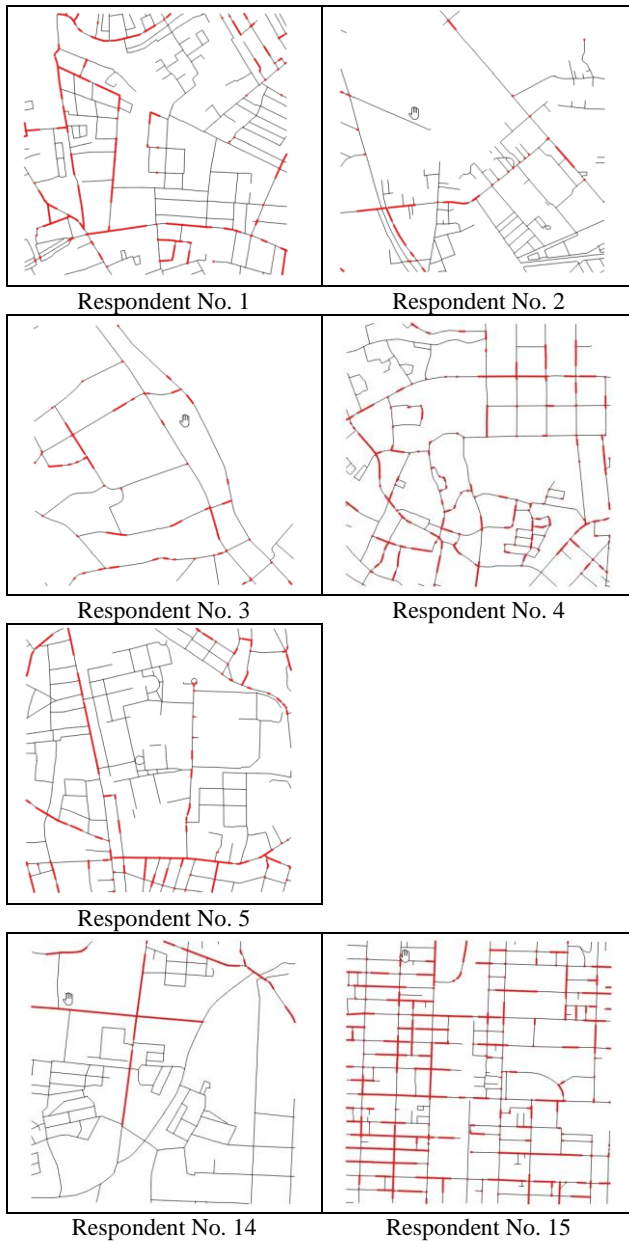 Respondent No. 1
Respondent No. 2
Respondent No. 3
Respondent No. 4
Respondent No. 5
Respondent No. 14
Respondent No. 15